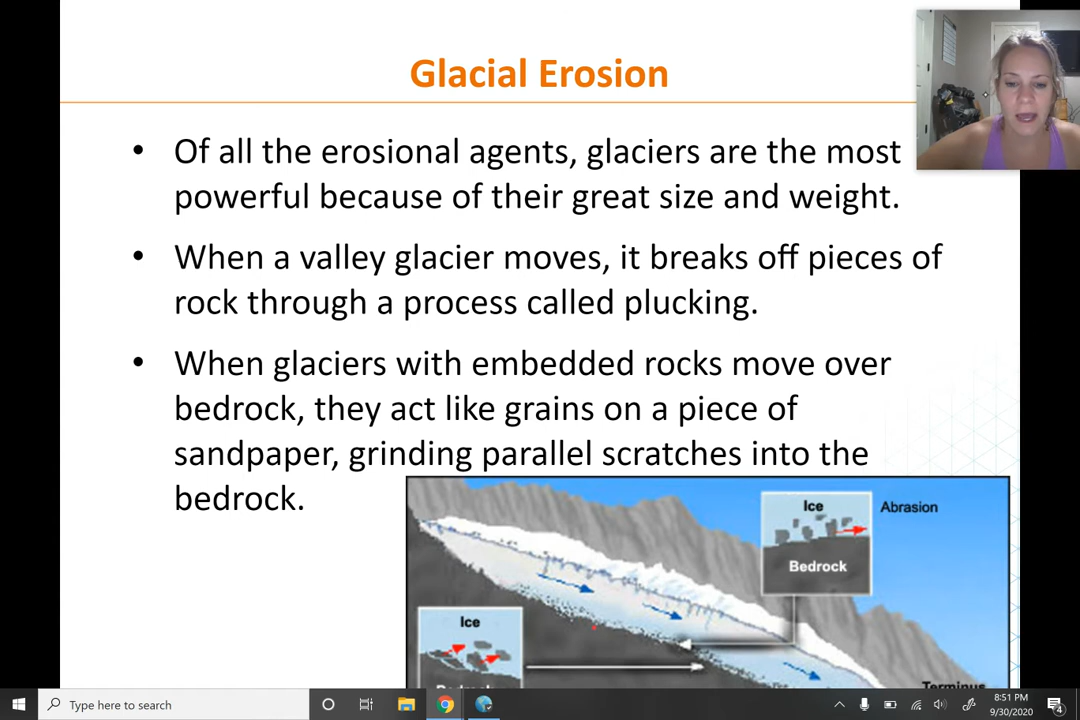 Glacial Erosion
• Of all the erosional agents, glaciers are the most
powerful because of their great size and weight.
• When a valley glacier moves, it breaks off pieces of
rock through a process called plucking.
• When glaciers with embedded rocks move over
bedrock, they act like grains on a piece of
sandpaper, grinding parallel scratches into the
bedrock.
Ice
Abrasion
Bedrock
Ice
Bedrock
Terminus
Type here to search
8:51 PM
9/30/2020
4